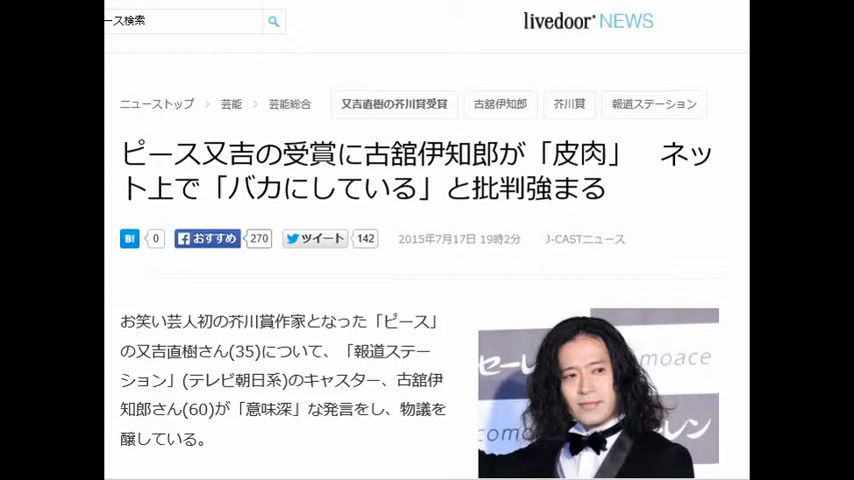 ース検索
livedoor NEWS
ニューストップ > 芸能 > 芸能総合 又吉直樹の芥川賞受賞 古舘伊知郎 芥川賞 報道ステーション
ピース又吉の受賞に古舘伊知郎が「皮肉」 ネッ
ト上で「バカにしている」と批判強まる
B! 0 おすすめ 270 ツイート 142 2015年7月17日 19時2分 J-CASTニュース
お笑い芸人初の芥川賞作家となった「ピース」
の又吉直樹さん(35)について、「報道ステー
ション」(テレビ朝日系)のキャスター、古舘伊
知郎さん(60)が「意味深」な発言をし、物議を
醸している。
セーレン
comoace
como
レン